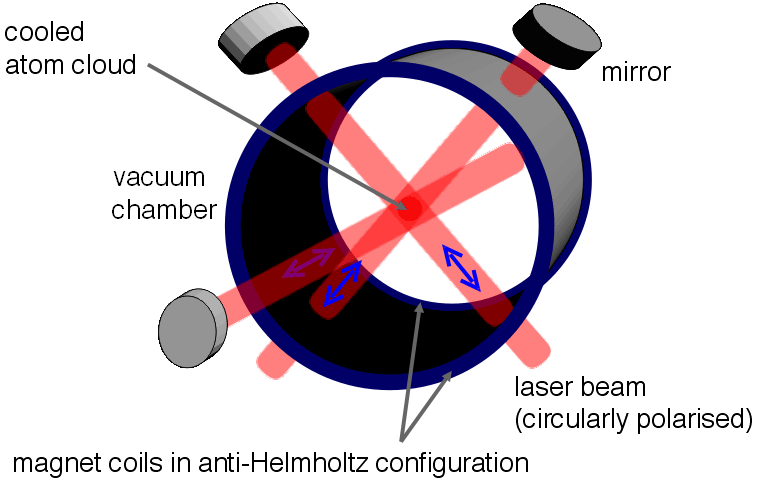 cooled
atom cloud
mirror
vacuum
chamber
laser beam
(circularly polarised)
magnet coils in anti-Helmholtz configuration